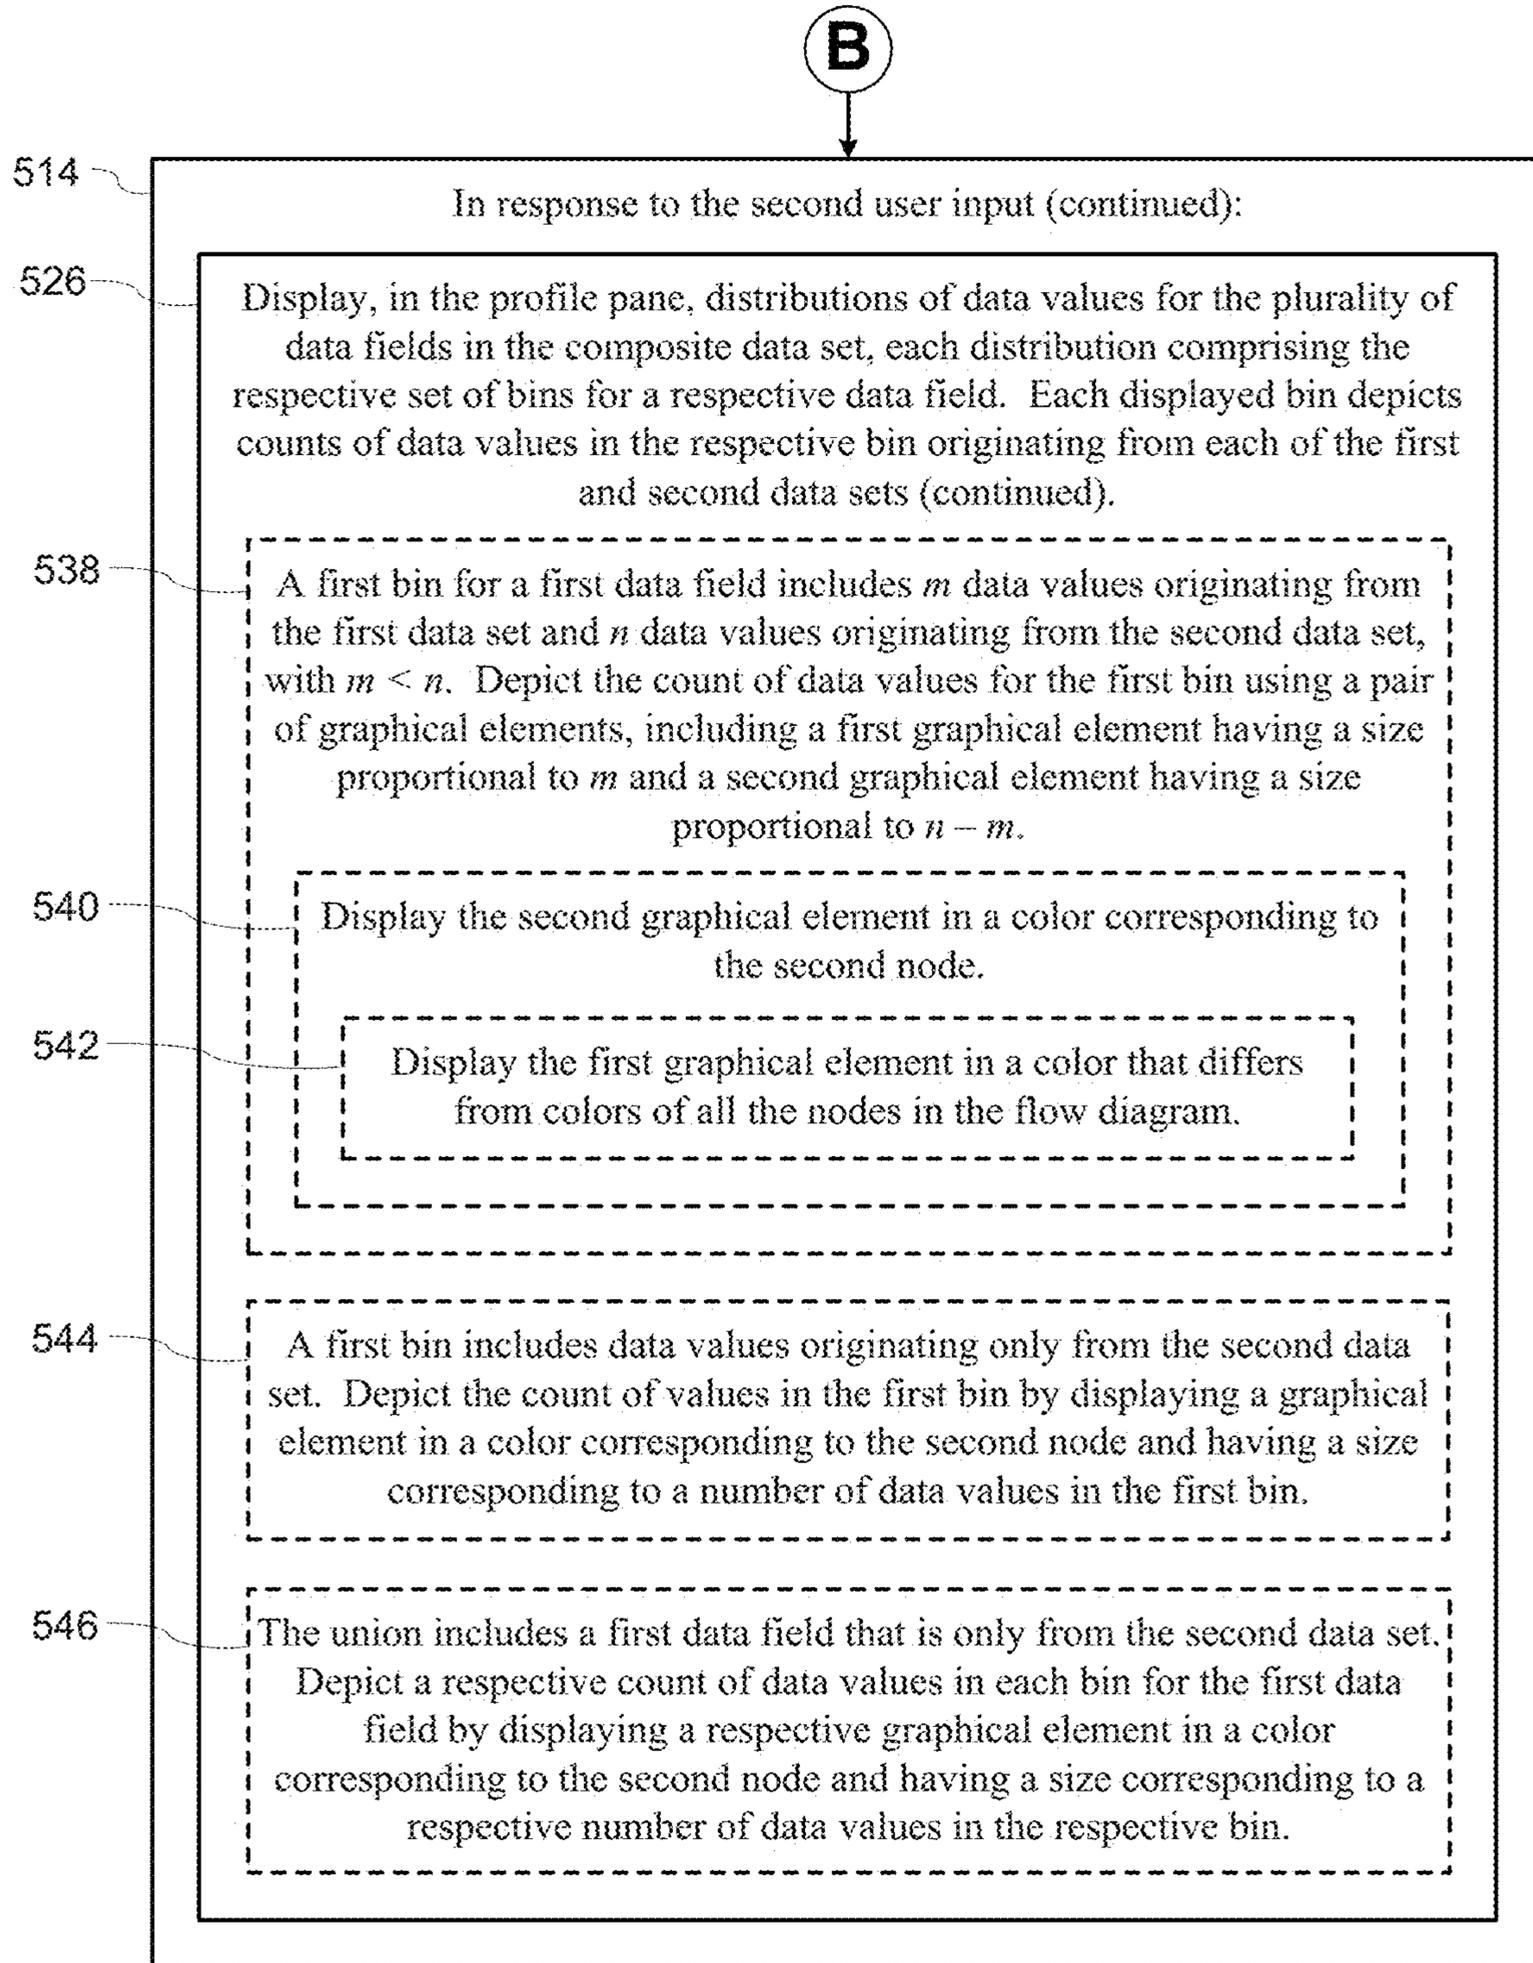 B
514
In response to the second user input (continued):
526
Display, in the profile pane, distributions of data values for the plurality of
data fields in the composite data set, each distribution comprising the
respective set of bins for a respective data field.  Each displayed bin depicts
counts of data values in the respective bin originating from each of the first
and second data sets (continued).
538
A first bin for a first data field includes m data values originating from
the first data set and n data values originating from the second data set,
with m < n.  Depict the count of data values for the first bin using a pair
of graphical elements, including a first graphical element having a size
proportional to m and a second graphical element having a size
proportional to n – m.
540
Display the second graphical element in a color corresponding to
the second node.
542
Display the first graphical element in a color that differs
from colors of all the nodes in the flow diagram.
544
A first bin includes data values originating only from the second data
set.  Depict the count of values in the first bin by displaying a graphical
element in a color corresponding to the second node and having a size
corresponding to a number of data values in the first bin.
546
The union includes a first data field that is only from the second data set.
Depict a respective count of data values in each bin for the first data
field by displaying a respective graphical element in a color
corresponding to the second node and having a size corresponding to a
respective number of data values in the respective bin.